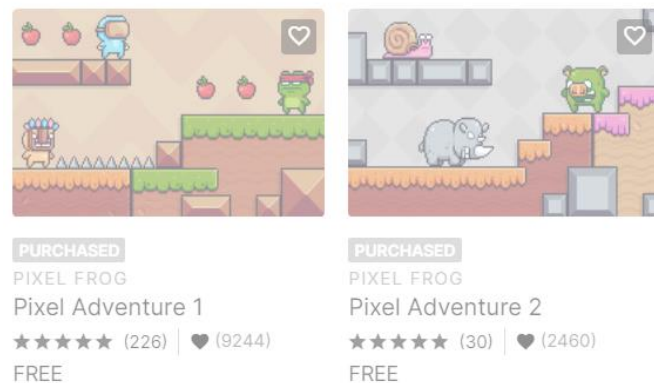 PURCHASED
PIXEL FROG
Pixel Adventure 1
(226) (9244)
FREE
PURCHASED
PIXEL FROG
Pixel Adventure 2
(30) (2460)
FREE